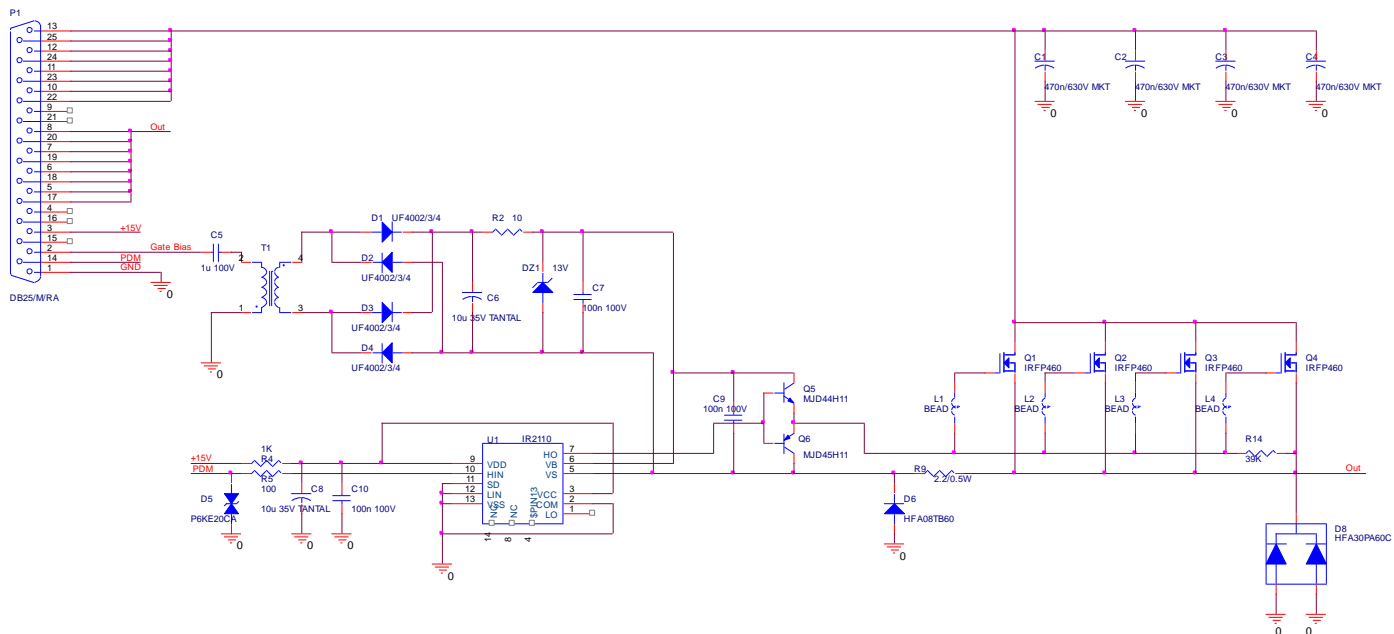 P1
13
25
12
24
11
23
10
22
9
21
8 Out
20
7
19
6
18
5
17
4
16
3 +15V
15
2 Gate Bias
14 PDM
1 GND
0
DB25/M/RA
C1
470n/630V MKT
0
C2
470n/630V MKT
0
C3
470n/630V MKT
0
C4
470n/630V MKT
0
C5
1u 100V
T1
2
4
1
3
0
D1 UF4002/3/4
D2
UF4002/3/4
D3
UF4002/3/4
D4
UF4002/3/4
R2 10
C6
10u 35V TANTAL
DZ1 13V
C7
100n 100V
C9
100n 100V
Q5
MJD44H11
Q6
MJD45H11
L1
BEAD
L2
BEAD
L3
BEAD
L4
BEAD
Q1
IRFP460
Q2
IRFP460
Q3
IRFP460
Q4
IRFP460
R14
39K
Out
R9
2.2/0.5W
D6
HFA08TB60
0
D8
HFA30PA60C
0
0
+15V
PDM
1K
R4
R5
100
D5
P6KE20CA
0
C8
10u 35V TANTAL
0
C10
100n 100V
0
U1 IR2110
9 VDD
10 HIN
11 SD
12 LIN
13 VSS
HO 7
VB 6
VS 5
VCC 3
COM 2
LO 1
NC
NC
$PIN13
14
8
4
0